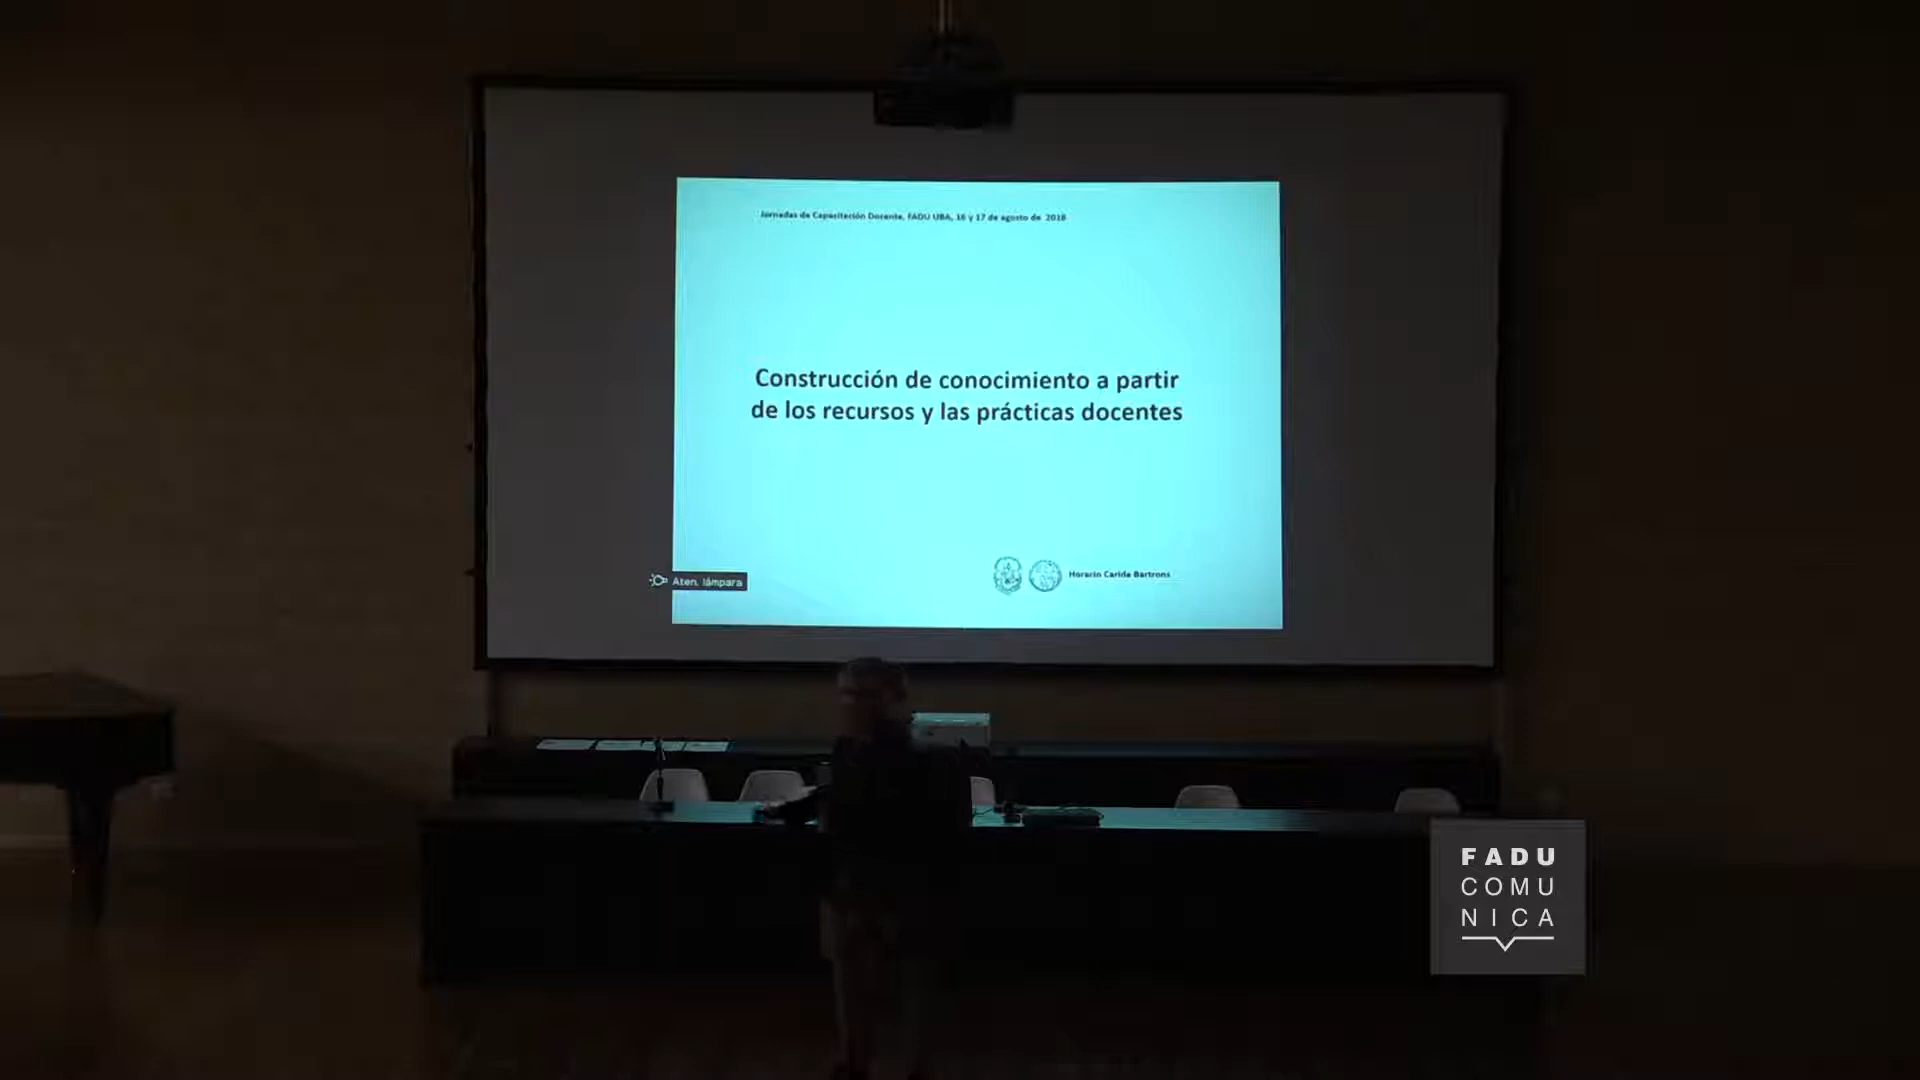 Jornadas de Capacitación Docente, FADU UBA, 16 y 17 de agosto de 2018
Construcción de conocimiento a partir
de los recursos y las prácticas docentes
Aten. lámpara
Horacio Caride Bartrons
FADU
COMU
NICA